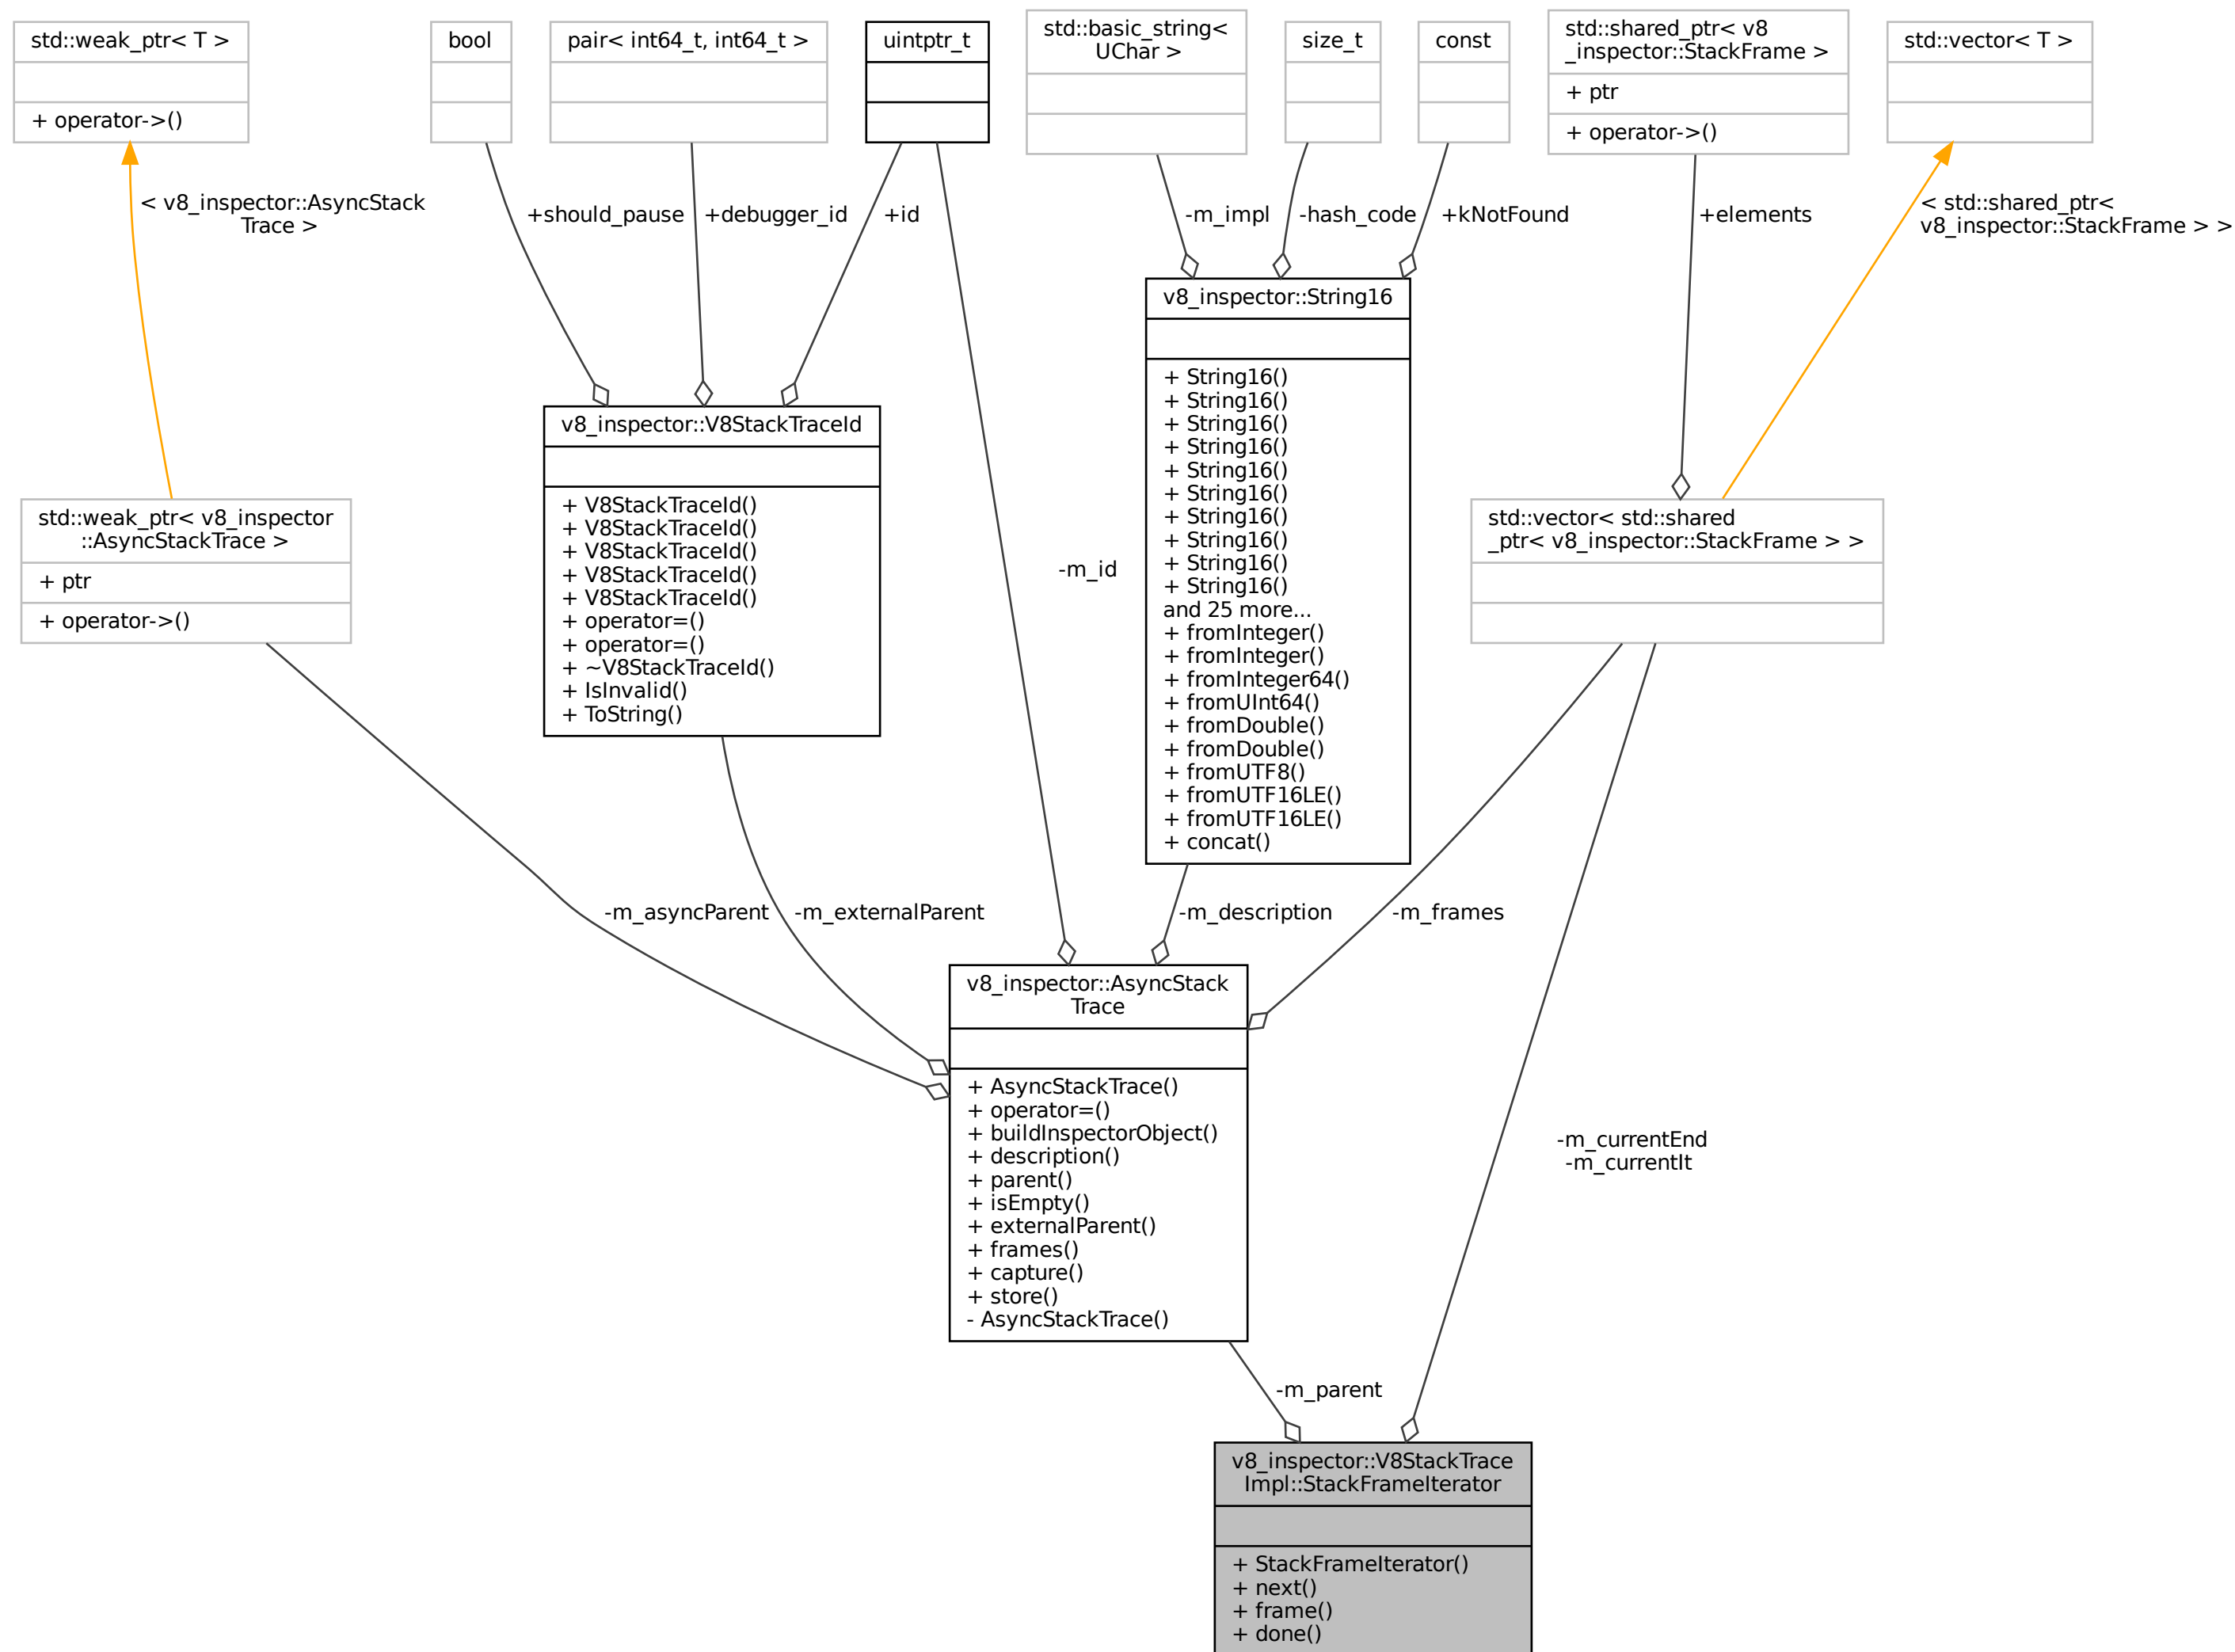 std::weak_ptr< T >
+ operator->()
bool
pair< int64_t, int64_t >
uintptr_t
std::basic_string<
UChar >
size_t
const
std::shared_ptr< v8
_inspector::StackFrame >
+ ptr
+ operator->()
std::vector< T >
< v8_inspector::AsyncStack
Trace >
+should_pause
+debugger_id
+id
-m_impl
-hash_code
+kNotFound
+elements
< std::shared_ptr<
v8_inspector::StackFrame > >
std::weak_ptr< v8_inspector
::AsyncStackTrace >
+ ptr
+ operator->()
v8_inspector::V8StackTraceId
+ V8StackTraceId()
+ V8StackTraceId()
+ V8StackTraceId()
+ V8StackTraceId()
+ V8StackTraceId()
+ operator=()
+ operator=()
+ ~V8StackTraceId()
+ IsInvalid()
+ ToString()
-m_id
v8_inspector::String16
+ String16()
+ String16()
+ String16()
+ String16()
+ String16()
+ String16()
+ String16()
+ String16()
+ String16()
+ String16()
and 25 more...
+ fromInteger()
+ fromInteger()
+ fromInteger64()
+ fromUInt64()
+ fromDouble()
+ fromDouble()
+ fromUTF8()
+ fromUTF16LE()
+ fromUTF16LE()
+ concat()
std::vector< std::shared
_ptr< v8_inspector::StackFrame > >
-m_asyncParent
-m_externalParent
-m_description
-m_frames
v8_inspector::AsyncStack
Trace
+ AsyncStackTrace()
+ operator=()
+ buildInspectorObject()
+ description()
+ parent()
+ isEmpty()
+ externalParent()
+ frames()
+ capture()
+ store()
- AsyncStackTrace()
-m_currentEnd
-m_currentIt
-m_parent
v8_inspector::V8StackTrace
Impl::StackFrameIterator
+ StackFrameIterator()
+ next()
+ frame()
+ done()